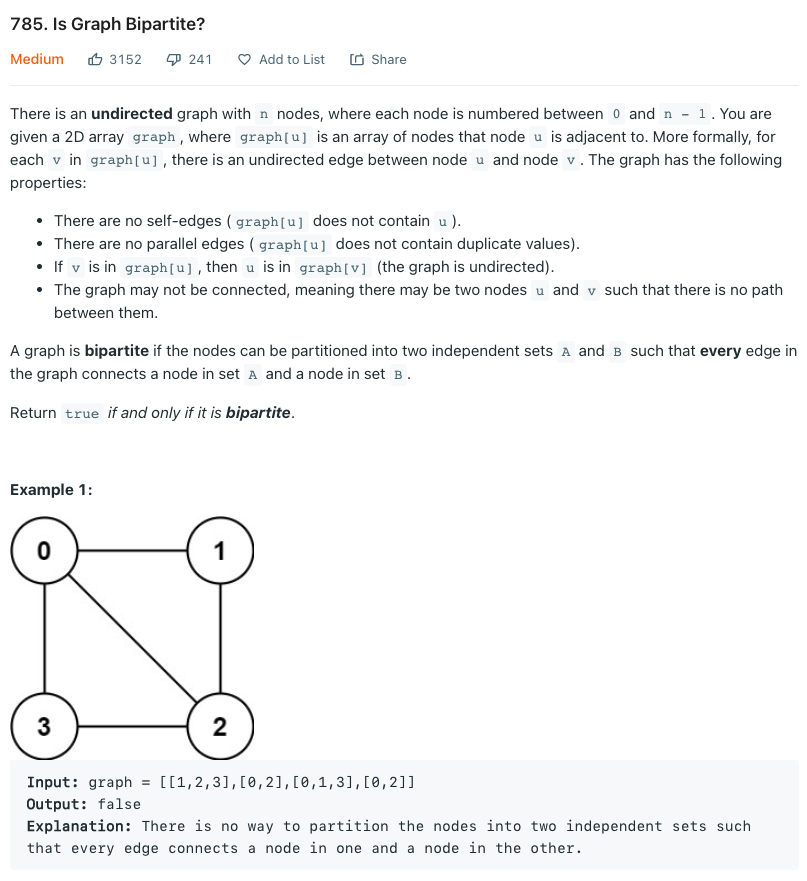 785. Is Graph Bipartite?
Medium 3152 241 Add to List Share
There is an undirected graph with n nodes, where each node is numbered between 0 and n - 1. You are
given a 2D array graph, where graph[u] is an array of nodes that node u is adjacent to. More formally, for
each v in graph[u], there is an undirected edge between node u and node v. The graph has the following
properties:
• There are no self-edges (graph[u] does not contain u).
• There are no parallel edges (graph[u] does not contain duplicate values).
• If v is in graph[u], then u is in graph[v] (the graph is undirected).
• The graph may not be connected, meaning there may be two nodes u and v such that there is no path
between them.
A graph is bipartite if the nodes can be partitioned into two independent sets A and B such that every edge in
the graph connects a node in set A and a node in set B.
Return true if and only if it is bipartite.
Example 1:
0 1
3 2
Input: graph = [[1,2,3],[0,2],[0,1,3],[0,2]]
Output: false
Explanation: There is no way to partition the nodes into two independent sets such
that every edge connects a node in one and a node in the other.